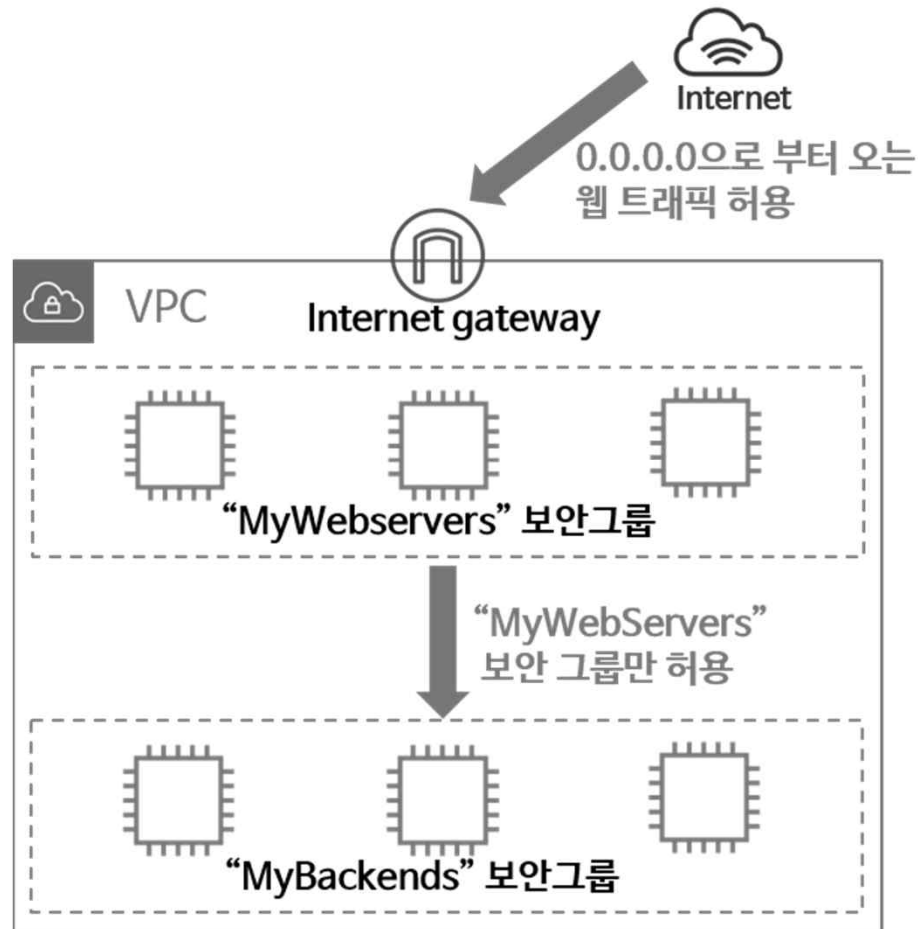 Internet
0.0.0.0으로 부터 오는
웹 트래픽 허용
VPC
Internet gateway
“MyWebservers” 보안그룹
“MyWebServers”
보안 그룹만 허용
“MyBackends” 보안그룹